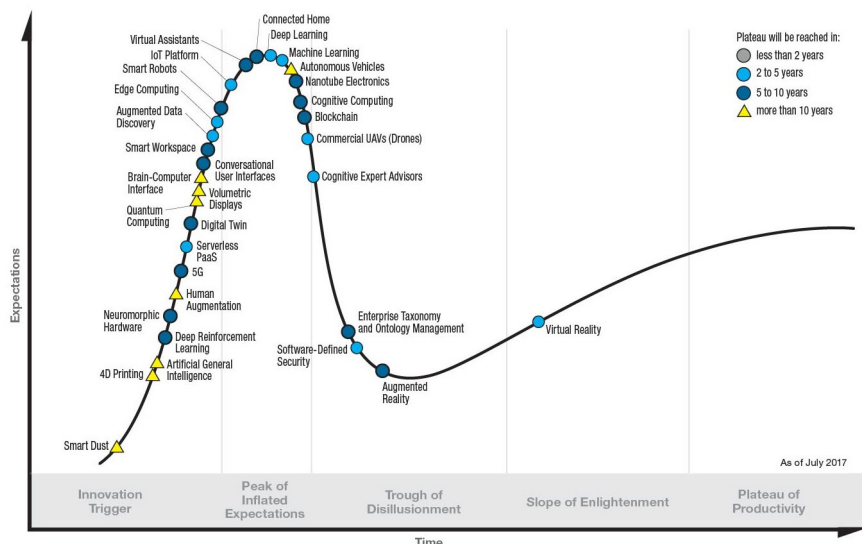 Connected Home
Deep Learning
Virtual Assistants
Machine Learning
IoT Platform
Autonomous Vehicles
Smart Robots
Nanotube Electronics
Edge Computing
Cognitive Computing
Augmented Data
Discovery
Blockchain
Smart Workspace
Commercial UAVs (Drones)
Conversational
User Interfaces
Brain-Computer
Interface
Cognitive Expert Advisors
Volumetric
Displays
Quantum
Computing
Digital Twin
Serverless
PaaS
5G
Human
Augmentation
Neuromorphic
Hardware
Deep Reinforcement
Learning
Artificial General
Intelligence
4D Printing
Smart Dust
Enterprise Taxonomy
and Ontology Management
Software-Defined
Security
Augmented
Reality
Virtual Reality
Plateau will be reached in:
less than 2 years
2 to 5 years
5 to 10 years
more than 10 years
Expectations
As of July 2017
Innovation
Trigger
Peak of
Inflated
Expectations
Trough of
Disillusionment
Slope of Enlightenment
Plateau of
Productivity
Time